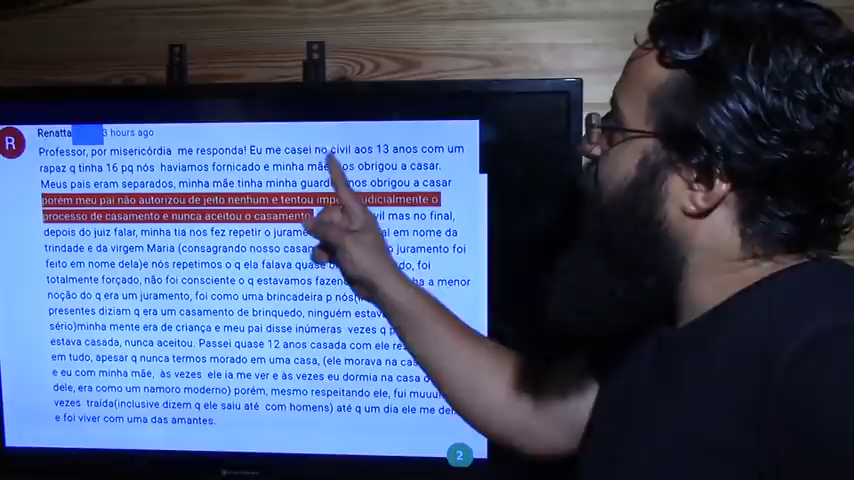 R
Renatta 3 hours ago
Professor, por misericórdia me responda! Eu me casei no civil aos 13 anos com um
rapaz q tinha 16 pq nós haviamos fornicado e minha mãe nos obrigou a casar.
Meus pais eram separados, minha mãe tinha minha guarda nos obrigou a casar
porém meu pai não autorizou de jeito nenhum e tentou judicialmente o
processo de casamento e nunca aceitou o casamento mas no final,
depois do juiz falar, minha tia nos fez repetir o em nome da
trindade e da virgem Maria (consagrando nosso o juramento foi
feito em nome dela)e nós repetimos o q ela falava quase foi
totalmente forçado, não foi consciente o q estavamos a menor
noção do q era um juramento, foi como uma brincadeira p
presentes diziam q era um casamento de brinquedo, ninguém
sério)minha mente era de criança e meu pai disse inúmeras vezes q
estava casada, nunca aceitou. Passei quase 12 anos casada com ele
em tudo, apesar q nunca termos morado em uma casa, (ele morava na
e eu com minha mãe, às vezes ele ia me ver e às vezes eu dormia na casa
dele, era como um namoro moderno) porém, mesmo respeitando ele, fui
vezes traída(inclusive dizem q ele saiu até com homens) até q um dia ele me
e foi viver com uma das amantes.
2